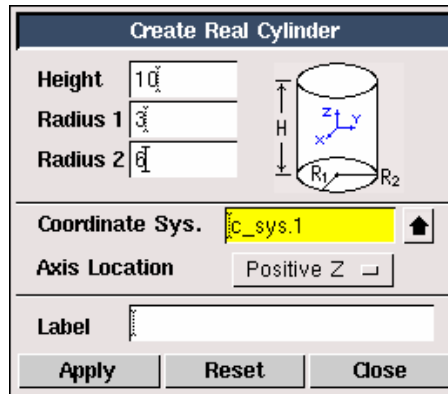 Create Real Cylinder
Height 10
Radius 1 3
Radius 2 6
H
Z
Y
X
R1
R2
Coordinate Sys. c_sys.1
Axis Location Positive Z
Label
Apply Reset Close